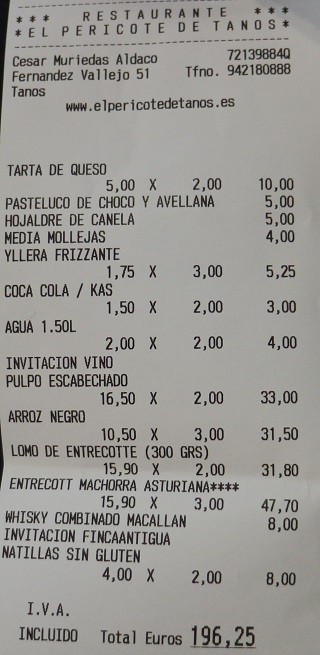 *** RESTAURANTE ***
*EL PERICOTE DE TANOS*
Cesar Muriedas Aldaco 72139884Q
Fernandez Vallejo 51 Tfno. 942180888
Tanos
www.elpericotedetanos.es
TARTA DE QUESO
5,00 X 2,00 10,00
PASTELUCO DE CHOCO Y AVELLANA 5,00
HOJALDRE DE CANELA 5,00
MEDIA MOLLEJAS 4,00
YLLERA FRIZZANTE
1,75 X 3,00 5,25
COCA COLA / KAS
1,50 X 2,00 3,00
AGUA 1.50L
2,00 X 2,00 4,00
INVITACION VINO
PULPO ESCABECHADO
16,50 X 2,00 33,00
ARROZ NEGRO
10,50 X 3,00 31,50
LOMO DE ENTRECOTTE (300 GRS)
15,90 X 2,00 31,80
ENTRECOTT MACHORRA ASTURIANA****
15,90 X 3,00 47,70
WHISKY COMBINADO MACALLAN 8,00
INVITACION FINCAANTIGUA
NATILLAS SIN GLUTEN
4,00 X 2,00 8,00
I.V.A.
INCLUIDO Total Euros 196,25